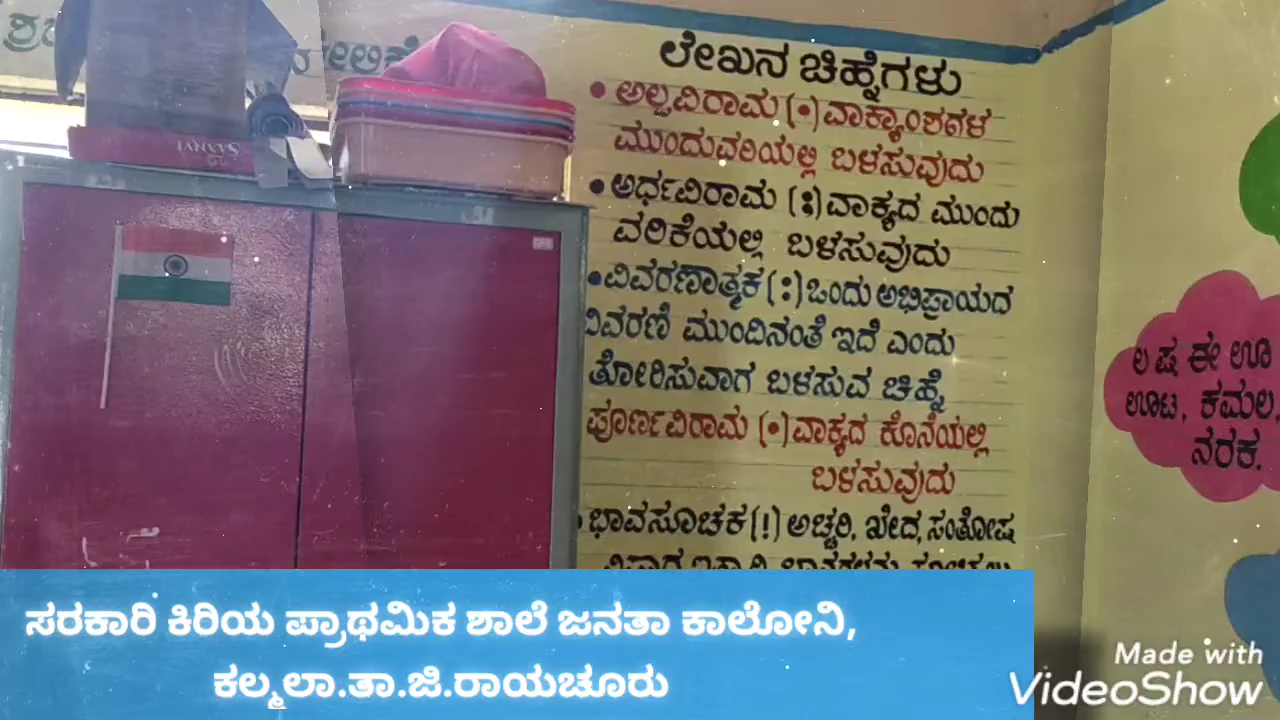 ಲೇಖನ ಚಿಹ್ನೆಗಳು
• ಅಲ್ಪವಿರಾಮ (•) ವಾಕ್ಯಾಂಶಗಳ
ಮುಂದುವರಿಯಲ್ಲಿ ಬಳಸುವುದು
• ಅರ್ಧವಿರಾಮ (;) ವಾಕ್ಯದ ಮುಂದು
ವರಿಕೆಯಲ್ಲಿ ಬಳಸುವುದು
• ವಿವರಣಾತ್ಮಕ (:) ಒಂದು ಅಭಿಪ್ರಾಯದ
ವಿವರಣೆ ಮುಂದಿನಂತೆ ಇದೆ ಎಂದು
ತೋರಿಸುವಾಗ ಬಳಸುವ ಚಿಹ್ನೆ
ಪೂರ್ಣವಿರಾಮ (•) ವಾಕ್ಯದ ಕೊನೆಯಲ್ಲಿ
ಬಳಸುವುದು
• ಭಾವಸೂಚಕ (!) ಅಚ್ಚರಿ, ಖೇದ, ಸಂತೋಷ
ಲ ಷ ಈ ಊ
ಊಟ, ಕಮಲ,
ನರಕ.
SAANVI
ಸರಕಾರಿ ಕಿರಿಯ ಪ್ರಾಥಮಿಕ ಶಾಲೆ ಜನತಾ ಕಾಲೋನಿ,
ಕಲ್ಮಲಾ.ತಾ.ಜಿ.ರಾಯಚೂರು
Made with
VideoShow